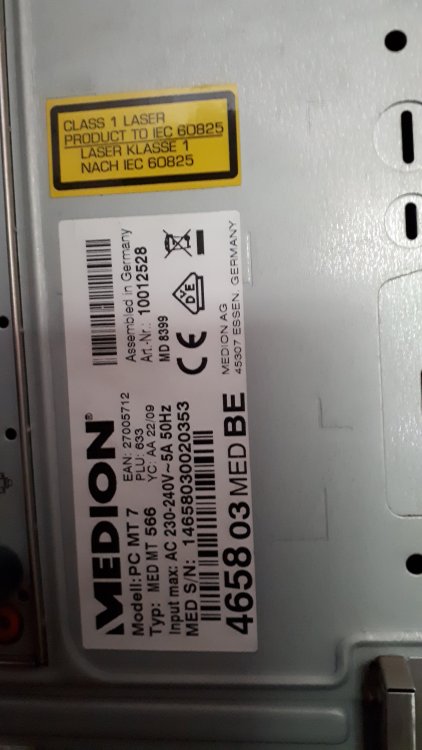 CLASS 1 LASER
PRODUCT TO IEC 60825
LASER KLASSE 1
NACH IEC 60825
MEDION®
Modell: PC MT 7
Typ: MED MT 566
Input max: AC 230-240V~5A 50Hz
MED S/N: 14658030020353
4658 03 MED BE
EAN: 27005712
PLU: 633
YC: AA 22/09
Assembled in Germany
Art.-Nr.: 10012528
MD 8399
CE
VDE
MEDION AG
45307 ESSEN, GERMANY